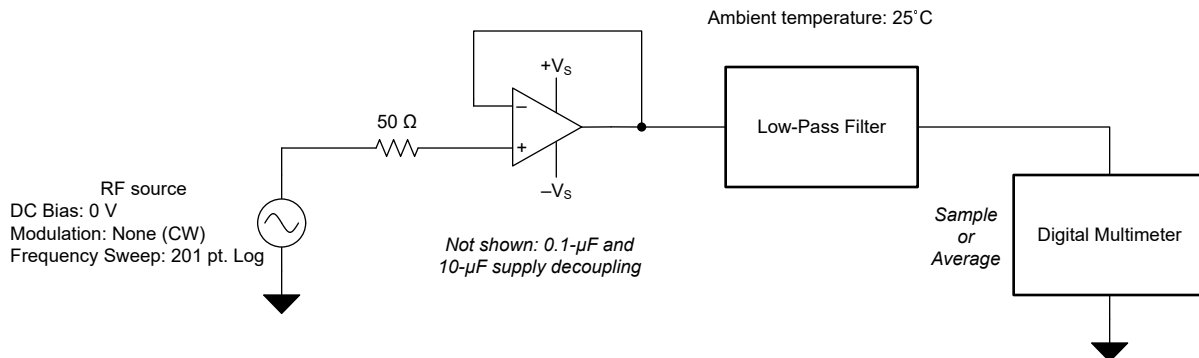 Ambient temperature: 25˚C
+VS
50 Ω
–
+
–VS
Low-Pass Filter
RF source
DC Bias: 0 V
Modulation: None (CW)
Frequency Sweep: 201 pt. Log
Not shown: 0.1-µF and
10-µF supply decoupling
Sample
or
Average
Digital Multimeter